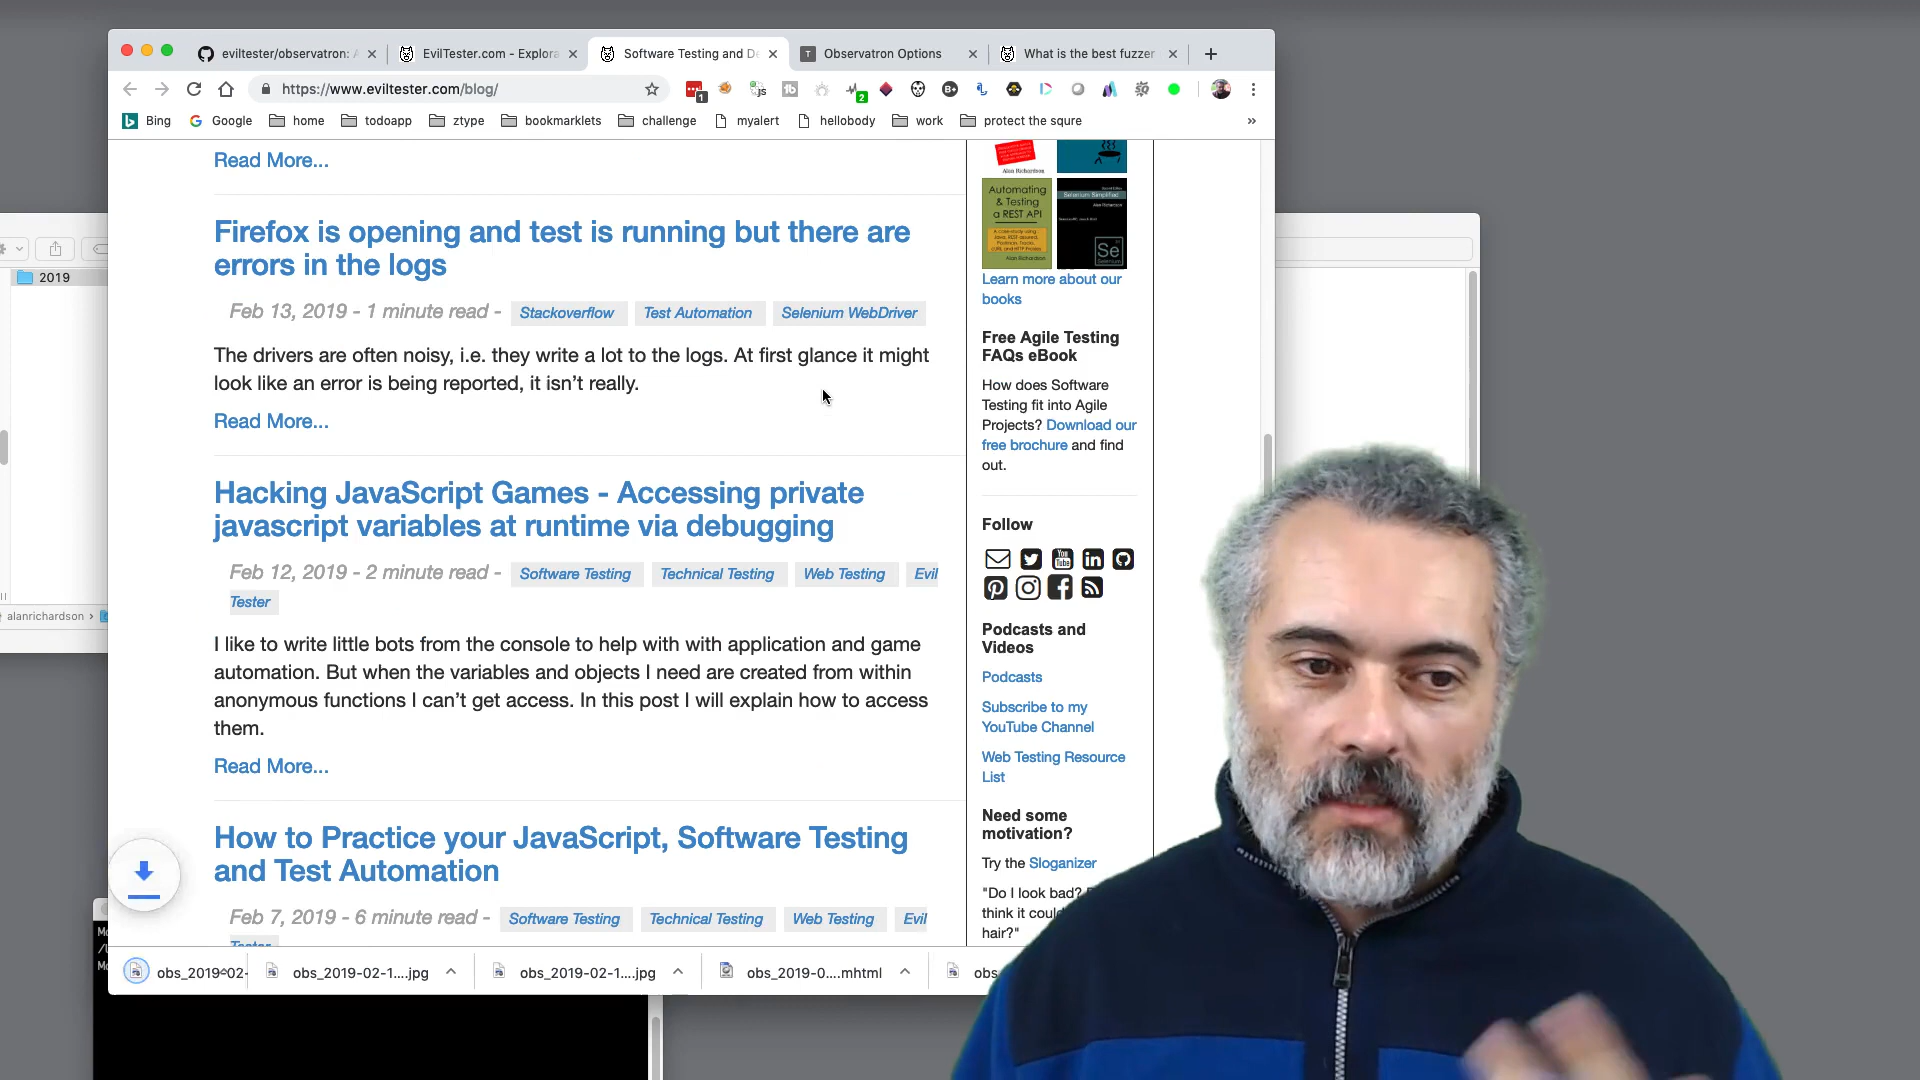 eviltester/observatron: A
EvilTester.com - Explora
Software Testing and De
Observatron Options
What is the best fuzzer
https://www.eviltester.com/blog/
Bing
Google
home
todoapp
ztype
bookmarklets
challenge
myalert
hellobody
work
protect the squre
»
Read More...
Firefox is opening and test is running but there are
errors in the logs
Feb 13, 2019 - 1 minute read - Stackoverflow Test Automation Selenium WebDriver
The drivers are often noisy, i.e. they write a lot to the logs. At first glance it might
look like an error is being reported, it isn’t really.
Read More...
Hacking JavaScript Games - Accessing private
javascript variables at runtime via debugging
Feb 12, 2019 - 2 minute read - Software Testing Technical Testing Web Testing Evil
Tester
I like to write little bots from the console to help with with application and game
automation. But when the variables and objects I need are created from within
anonymous functions I can’t get access. In this post I will explain how to access
them.
Read More...
How to Practice your JavaScript, Software Testing
and Test Automation
Feb 7, 2019 - 6 minute read - Software Testing Technical Testing Web Testing Evil
Tester
Alan Richardson
Automating
& Testing
a REST API
Alan Richardson
Selenium Simplified
Se
Learn more about our
books
Free Agile Testing
FAQs eBook
How does Software
Testing fit into Agile
Projects? Download our
free brochure and find
out.
Follow
Podcasts and
Videos
Podcasts
Subscribe to my
YouTube Channel
Web Testing Resource
List
Need some
motivation?
Try the Sloganizer
"Do I look bad?
think it could
hair?"
obs_2019-02-
obs_2019-02-1....jpg
obs_2019-02-1....jpg
obs_2019-0....mhtml
obs
2019
alanrichardson